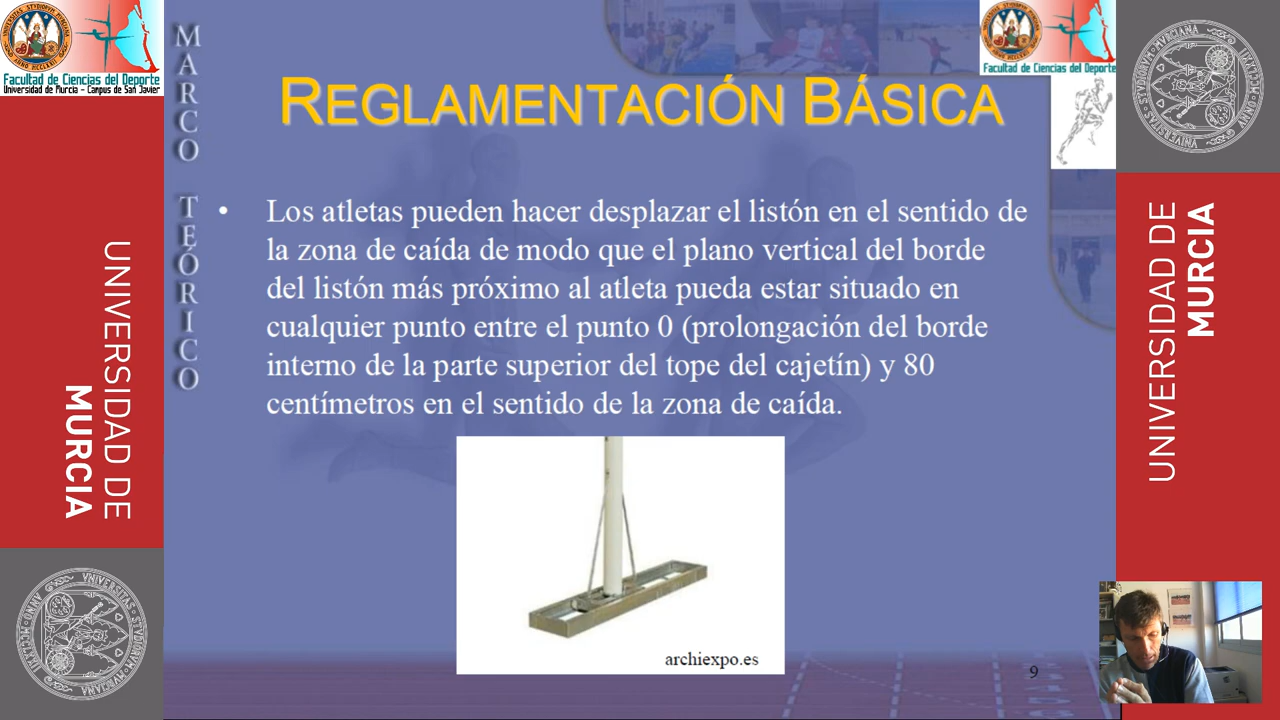 Facultad de Ciencias del Deporte
Universidad de Murcia - Campus de San Javier
Facultad de Ciencias del Deporte
MARCO TEÓRICO
REGLAMENTACIÓN BÁSICA
• Los atletas pueden hacer desplazar el listón en el sentido de
la zona de caída de modo que el plano vertical del borde
del listón más próximo al atleta pueda estar situado en
cualquier punto entre el punto 0 (prolongación del borde
interno de la parte superior del tope del cajetín) y 80
centímetros en el sentido de la zona de caída.
archiexpo.es
9
UNIVERSIDAD DE
MURCIA
UNIVERSIDAD DE
MURCIA